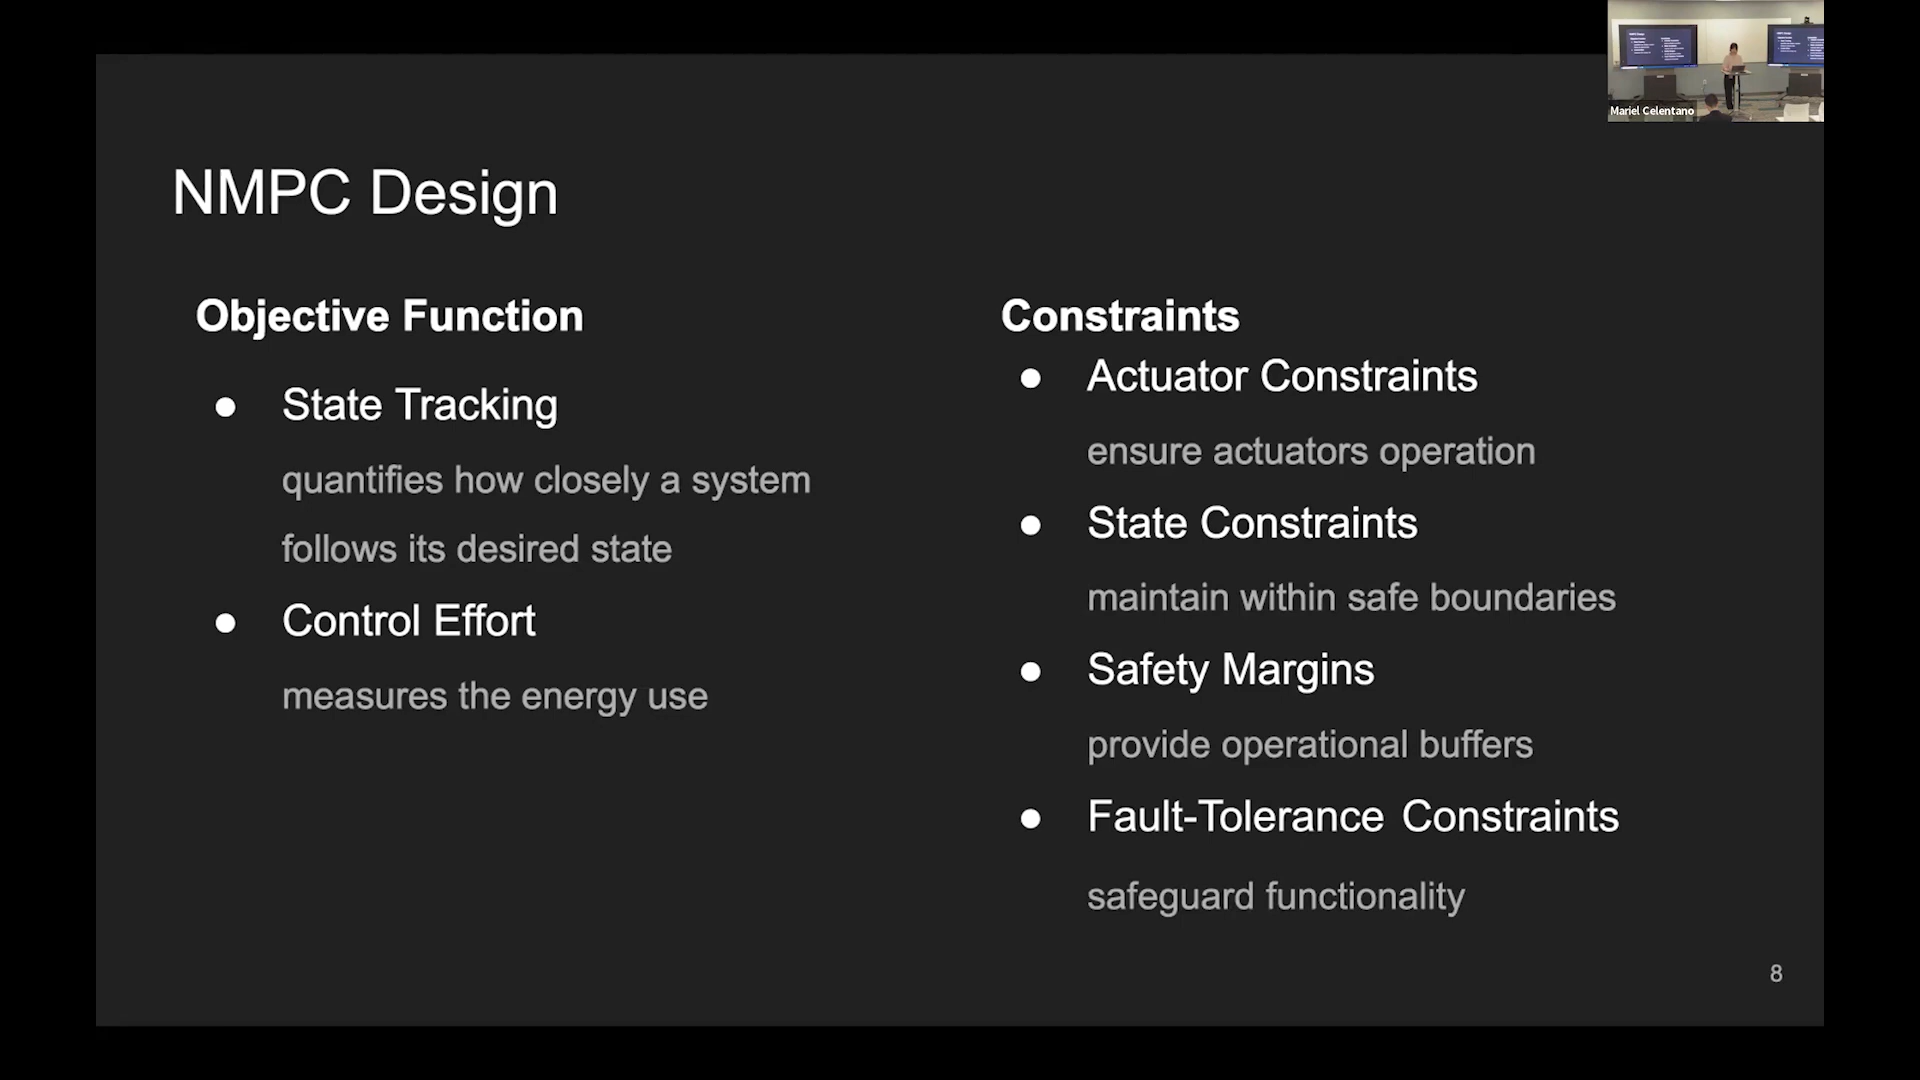 Mariel Celentano
NMPC Design
Objective Function
● State Tracking
quantifies how closely a system
follows its desired state
● Control Effort
measures the energy use
Constraints
● Actuator Constraints
ensure actuators operation
● State Constraints
maintain within safe boundaries
● Safety Margins
provide operational buffers
● Fault-Tolerance Constraints
safeguard functionality
8